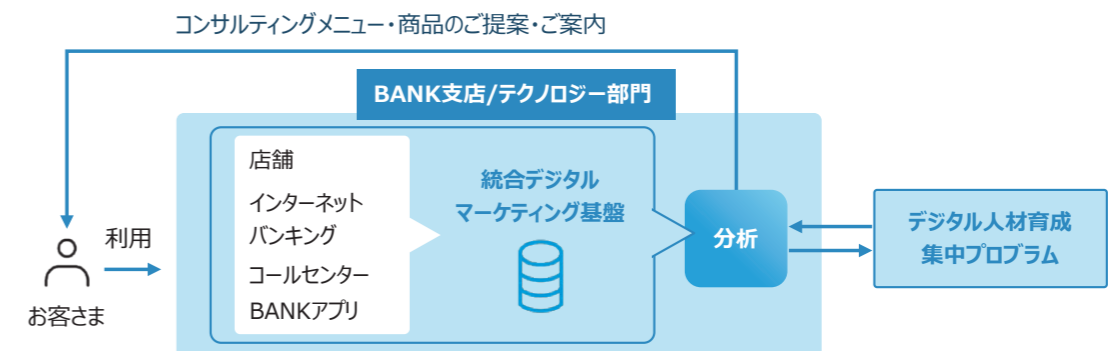 コンサルティングメニュー・商品のご提案・ご案内
BANK支店/テクノロジー部門
店舗
インターネット
バンキング
コールセンター
BANKアプリ
統合デジタル
マーケティング基盤
分析
デジタル人材育成
集中プロブラム
利用
お客さま